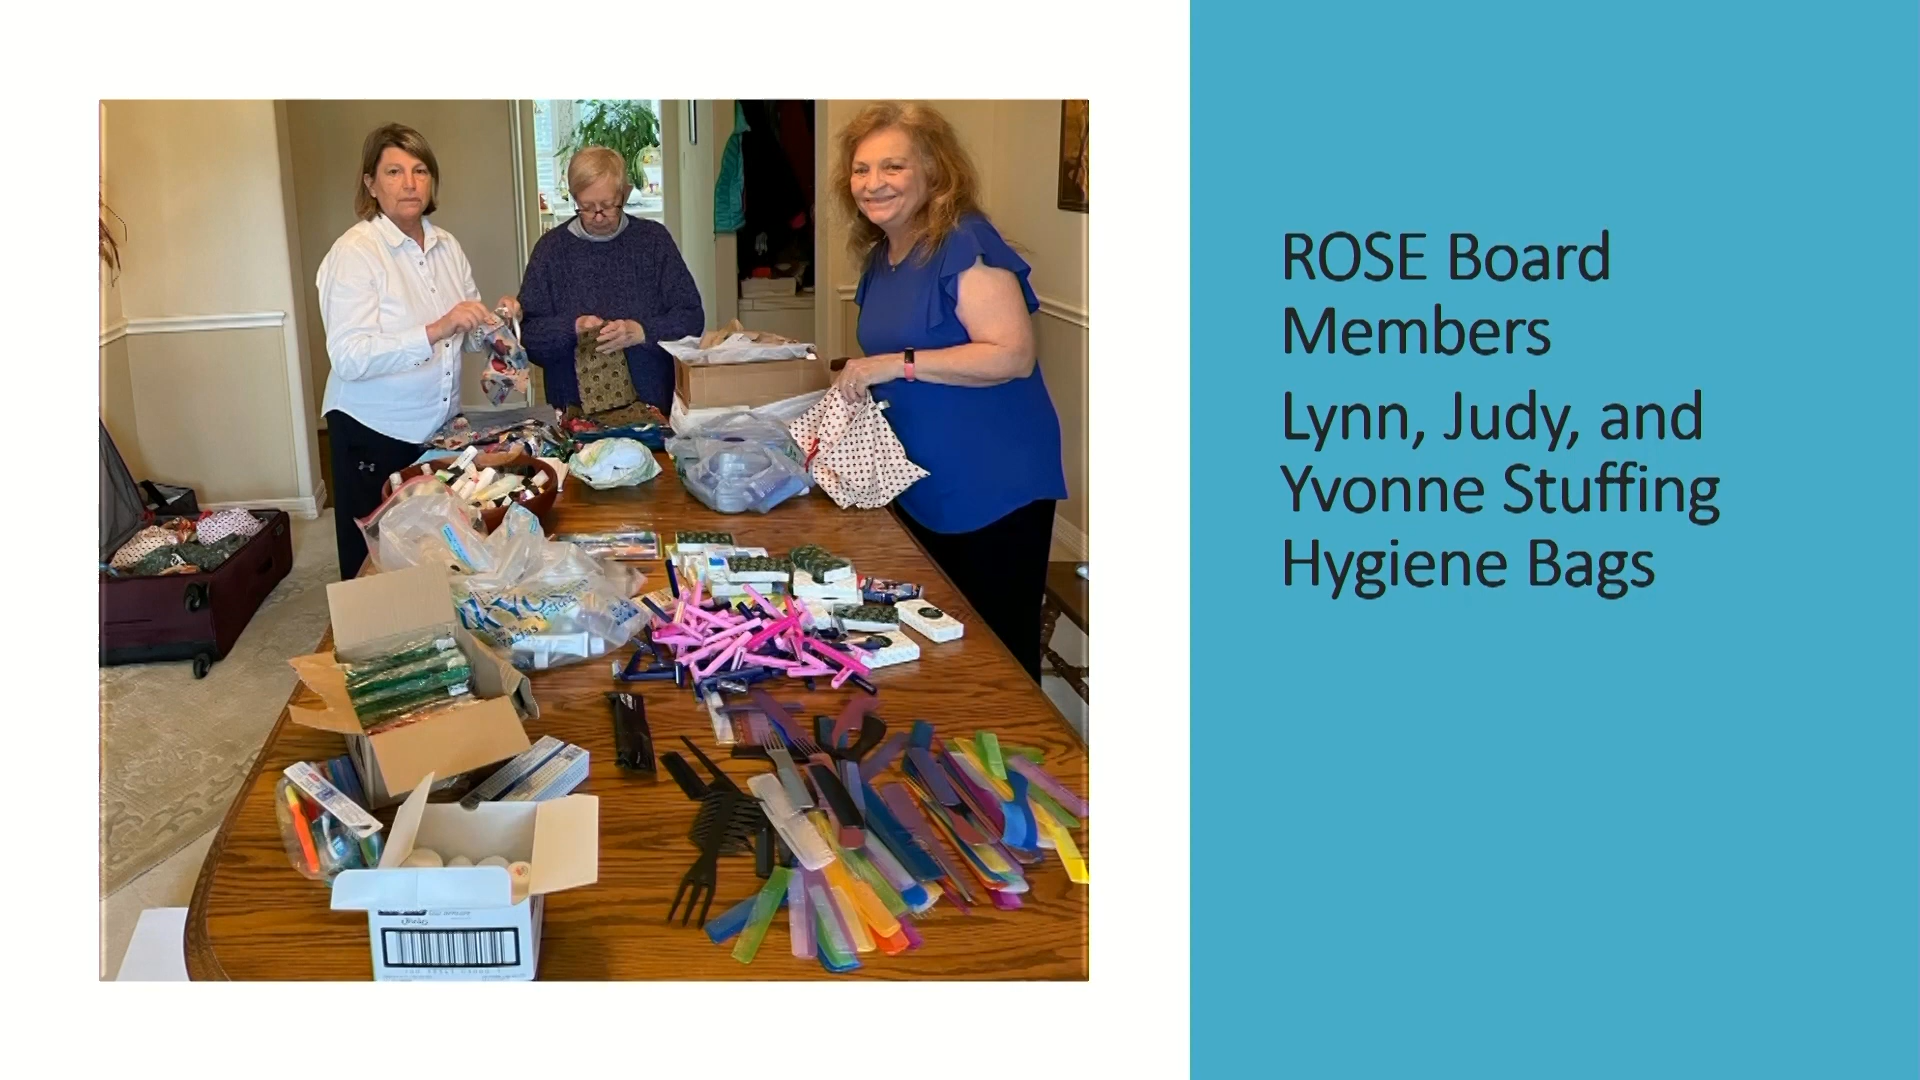 ROSE Board
Members
Lynn, Judy, and
Yvonne Stuffing
Hygiene Bags